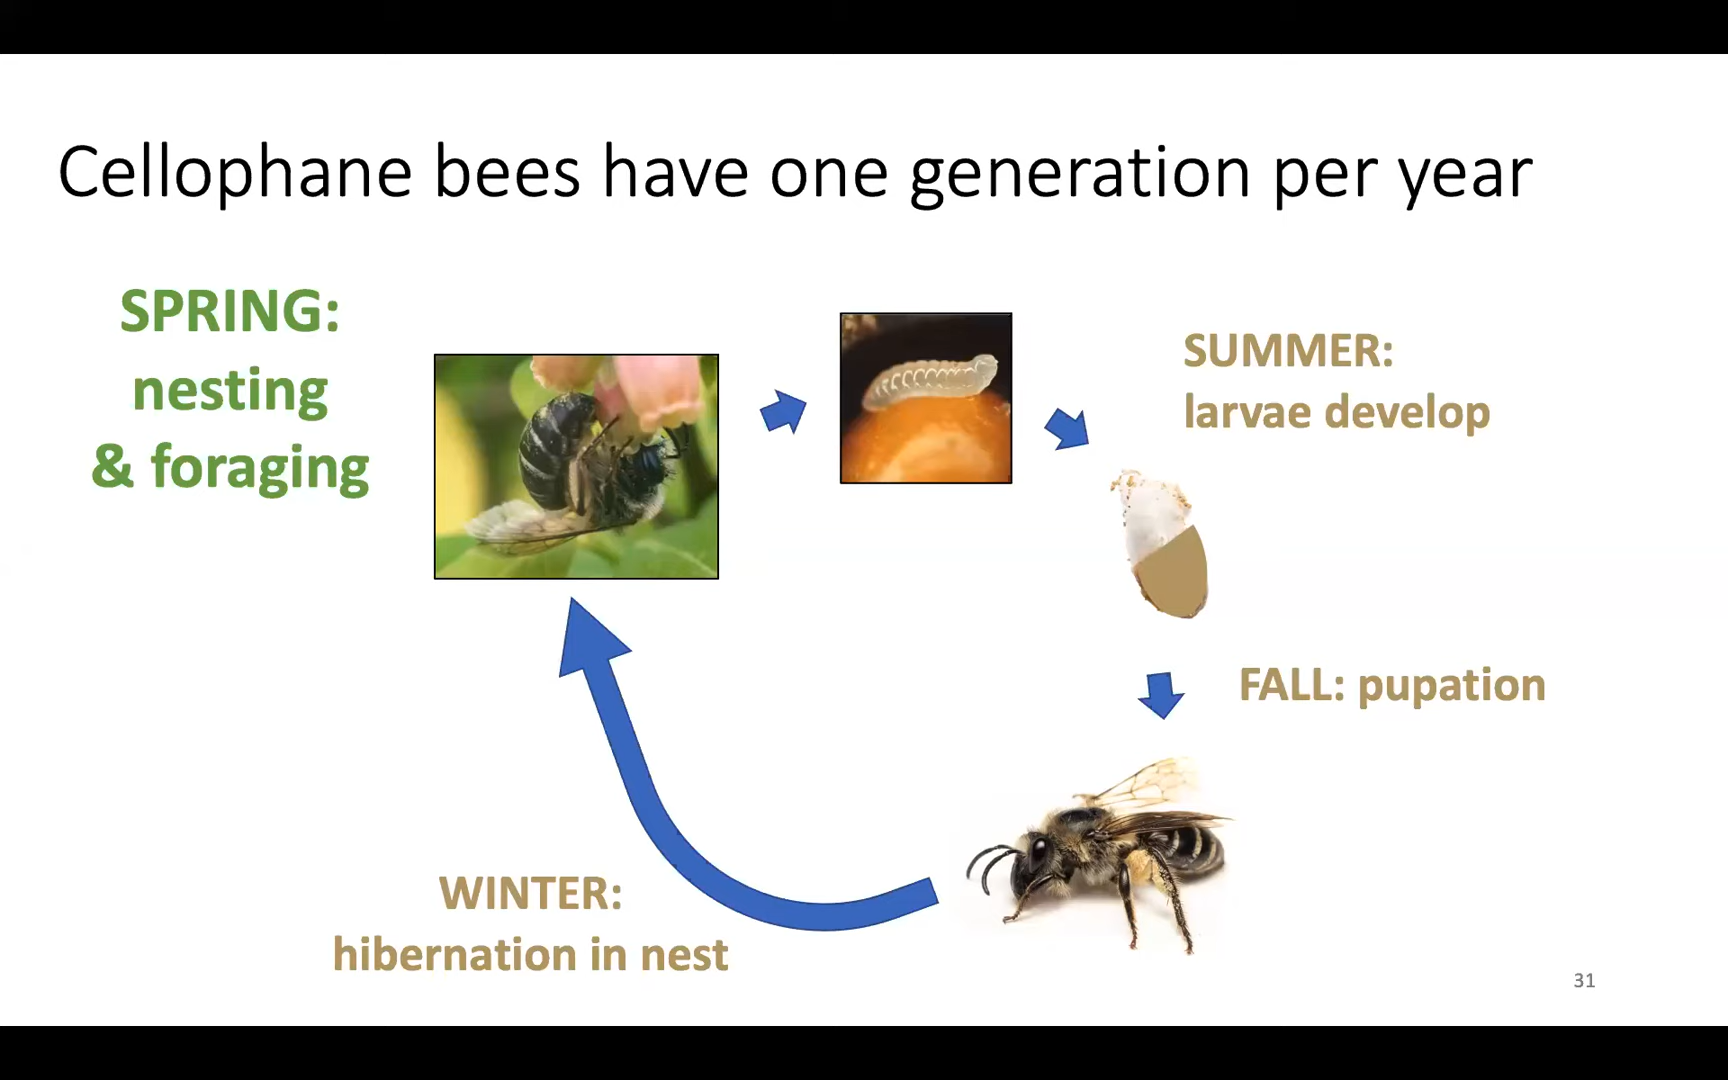 Cellophane bees have one generation per year
SPRING:
nesting
& foraging
SUMMER:
larvae develop
FALL: pupation
WINTER:
hibernation in nest
31